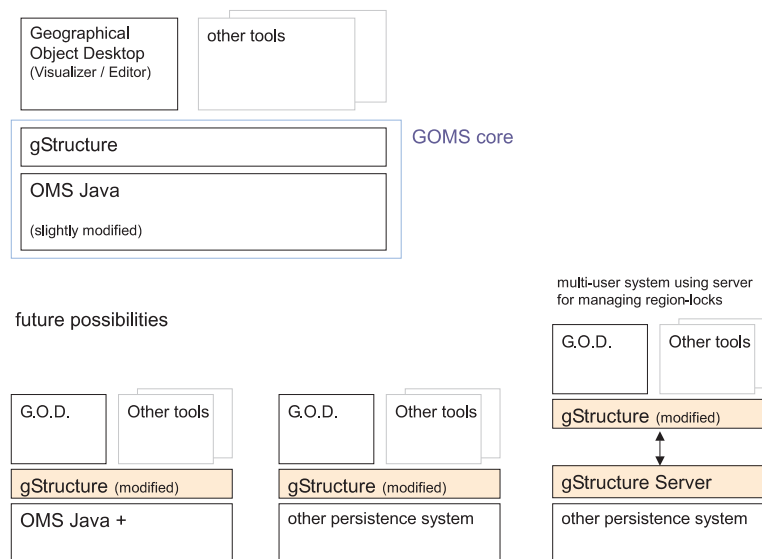 Geographical
Object Desktop
(Visualizer / Editor)
other tools
GOMS core
gStructure
OMS Java
(slightly modified)
multi-user system using server
for managing region-locks
future possibilities
G.O.D.
Other tools
gStructure (modified)
OMS Java +
G.O.D.
Other tools
gStructure (modified)
other persistence system
G.O.D.
Other tools
gStructure (modified)
gStructure Server
other persistence system